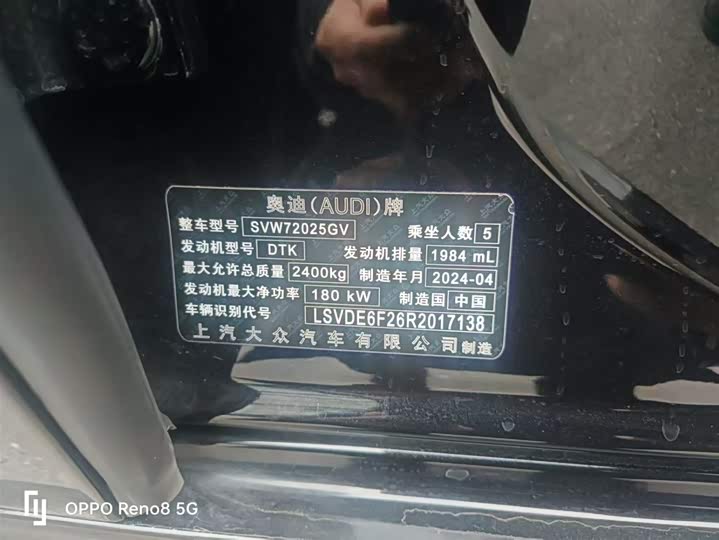 奥迪(AUDI)牌
整车型号 SVW72025GV 乘坐人数 5
发动机型号 DTK 发动机排量 1984 mL
最大允许总质量 2400kg 制造年月 2024-04
发动机最大净功率 180 kW 制造国 中国
车辆识别代号 LSVDE6F26R2017138
上汽大众汽车有限公司制造
OPPO Reno8 5G